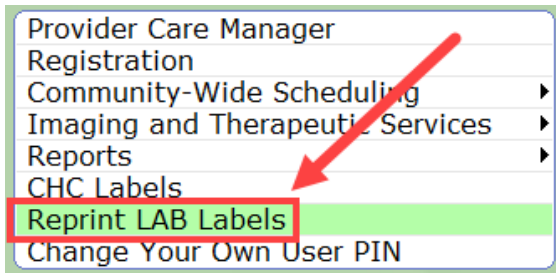 Provider Care Manager
Registration
Community-Wide Scheduling
Imaging and Therapeutic Services
Reports
CHC Labels
Reprint LAB Labels
Change Your Own User PIN